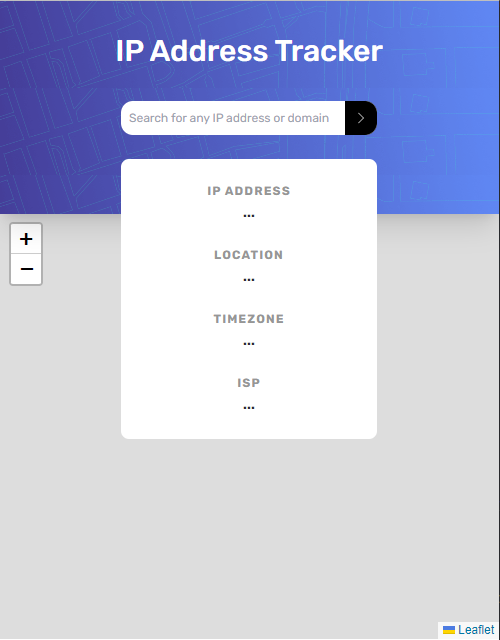 IP Address Tracker
Search for any IP address or domain
IP ADDRESS
...
LOCATION
...
TIMEZONE
...
ISP
...
+
−
Leaflet